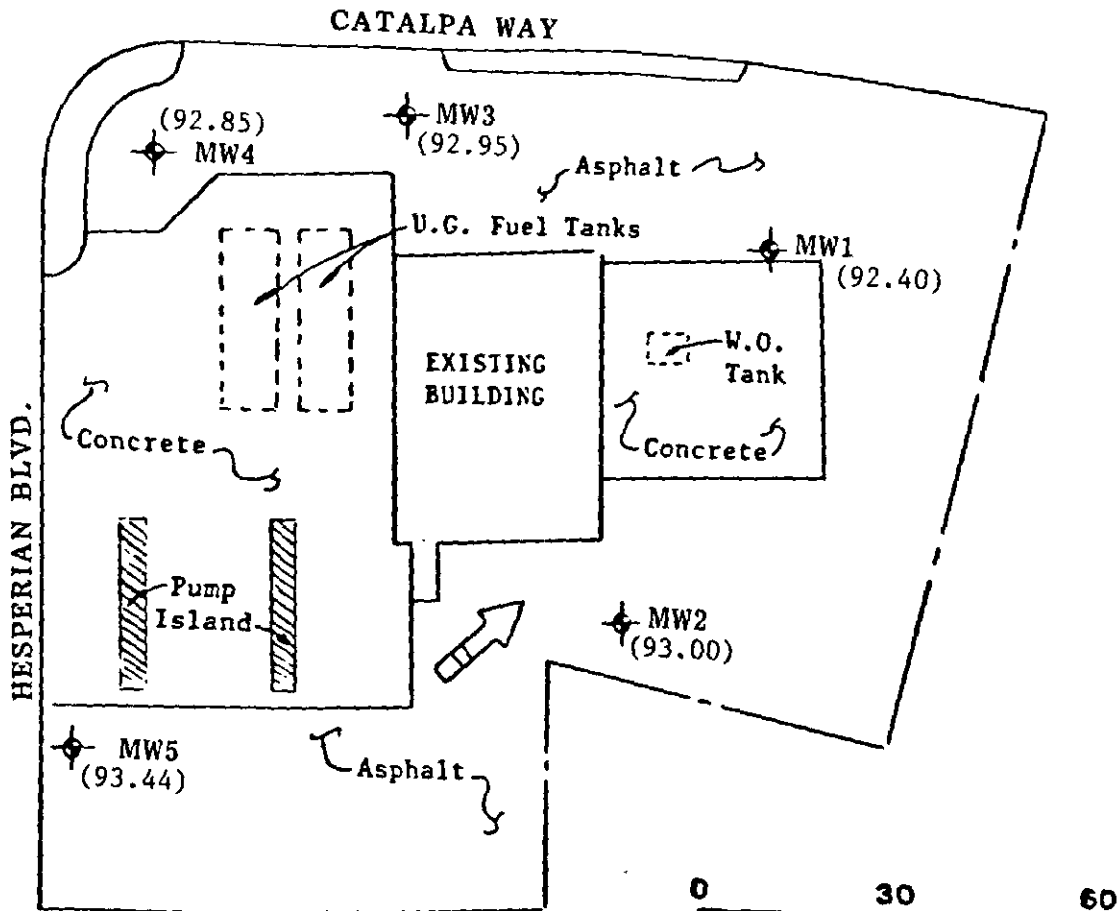 CATALPA WAY
(92.85)
MW4
MW3
(92.95)
Asphalt
U.G. Fuel Tanks
MW1
(92.40)
EXISTING
BUILDING
W.O.
Tank
Concrete
Concrete
HESPERIAN BLVD.
Pump
Island
MW2
(93.00)
MW5
(93.44)
Asphalt
0 30 60